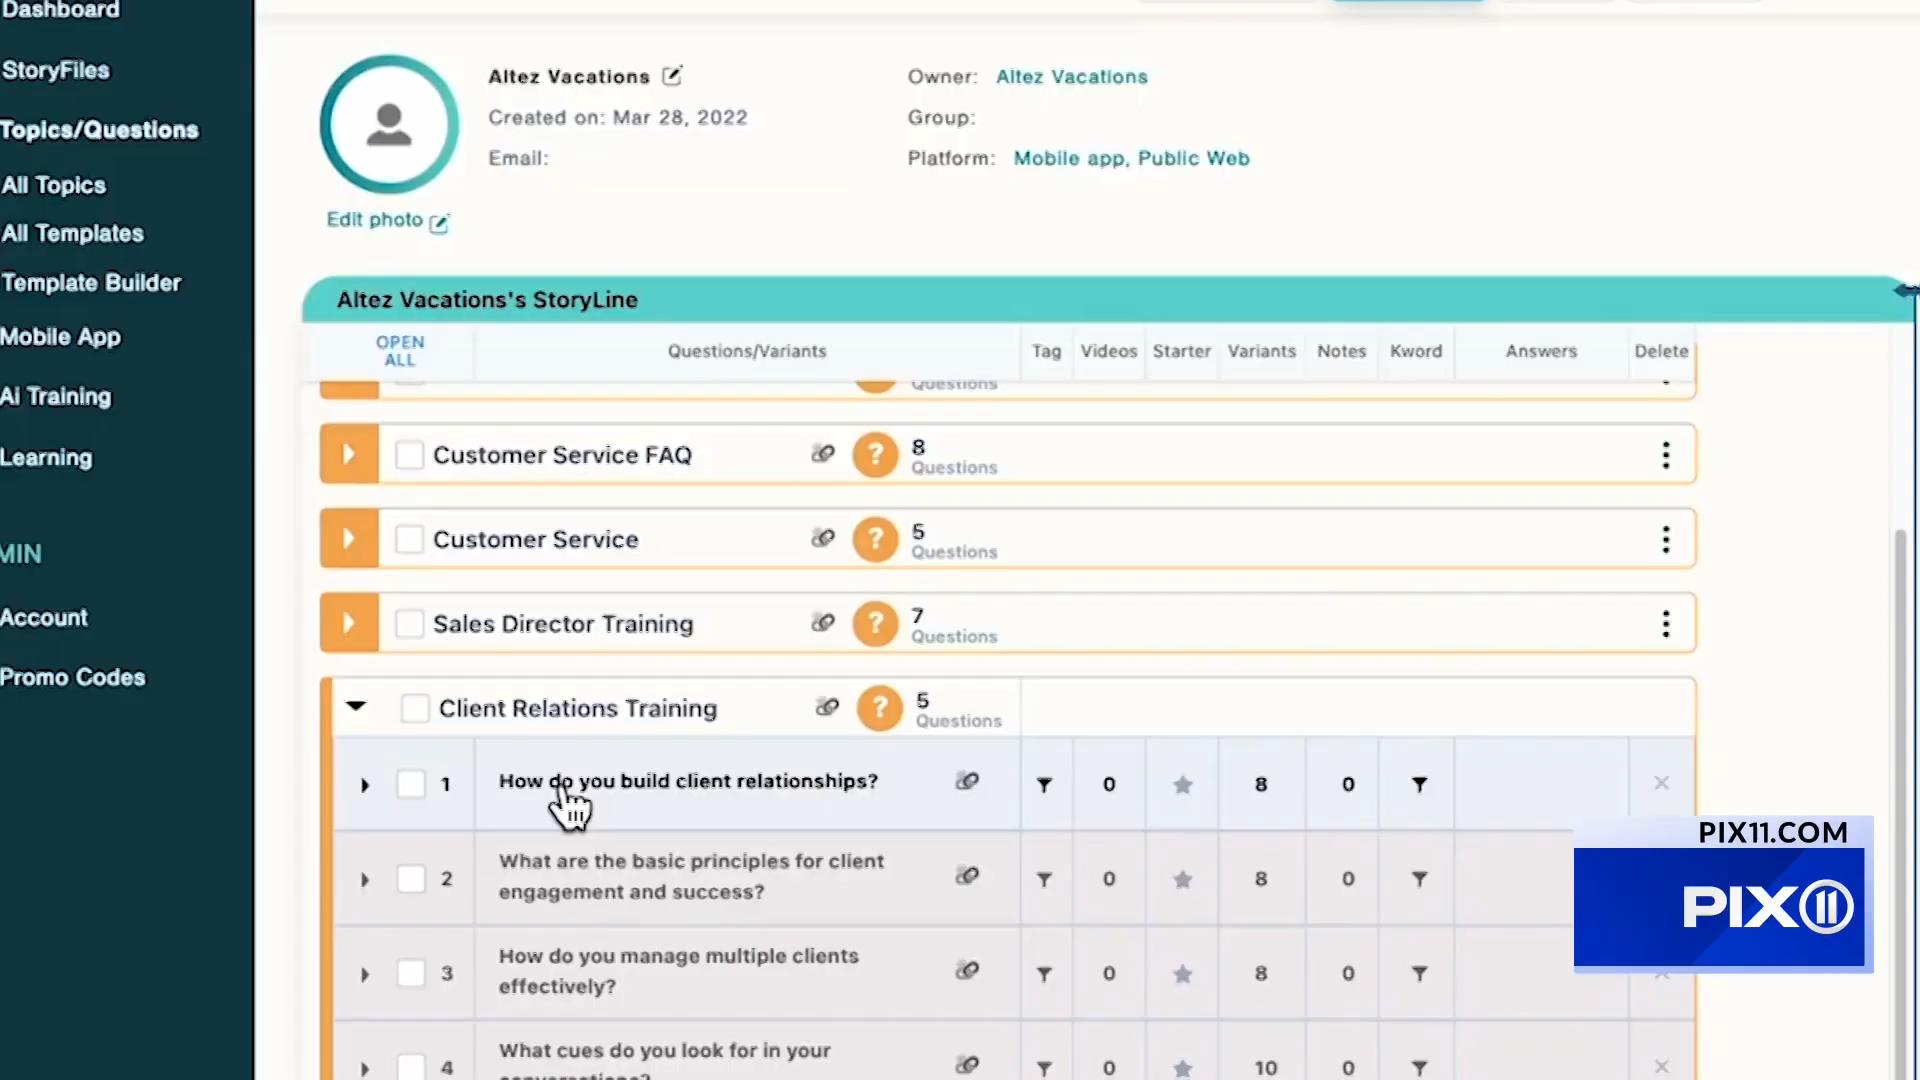 Dashboard
StoryFiles
Topics/Questions
All Topics
All Templates
Template Builder
Mobile App
AI Training
Learning
MIN
Account
Promo Codes
Altez Vacations
Created on: Mar 28, 2022
Email:
Edit photo
Owner: Altez Vacations
Group:
Platform: Mobile app, Public Web
Altez Vacations's StoryLine
OPEN
ALL
Questions/Variants
Tag
Videos
Starter
Variants
Notes
Kword
Answers
Delete
Questions
Customer Service FAQ
?
8
Questions
Customer Service
?
5
Questions
Sales Director Training
?
7
Questions
Client Relations Training
?
5
Questions
1
How do you build client relationships?
0
8
0
2
What are the basic principles for client
engagement and success?
0
8
0
3
How do you manage multiple clients
effectively?
0
8
0
4
What cues do you look for in your
conversations?
0
10
0
PIX11.COM
PIX11